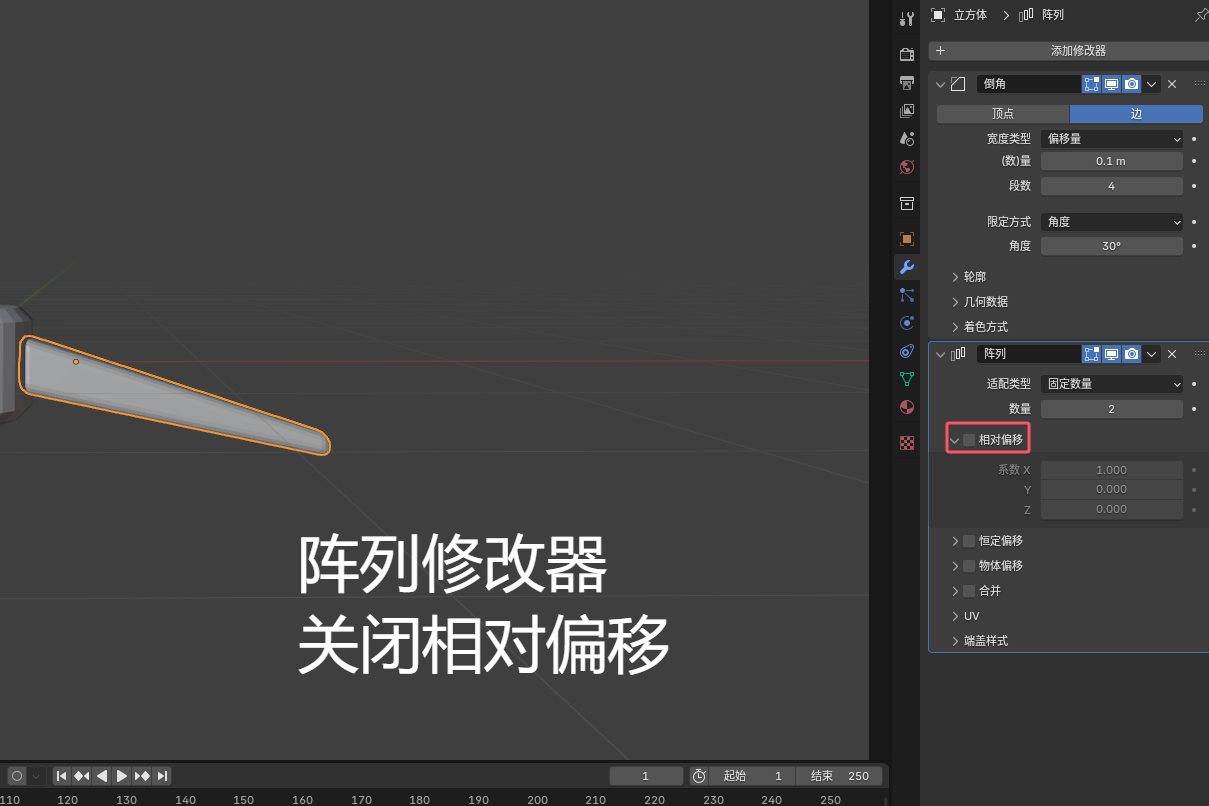 立方体 阵列
添加修改器
倒角
顶点 边
宽度类型 偏移量
(数)量 0.1 m
段数 4
限定方式 角度
角度 30°
轮廓
几何数据
着色方式
阵列
适配类型 固定数量
数量 2
相对偏移
系数 X 1.000
Y 0.000
Z 0.000
恒定偏移
物体偏移
合并
UV
端盖样式
阵列修改器
关闭相对偏移
1 起始 1 结束 250
110 120 130 140 150 160 170 180 190 200 210 220 230 240 250